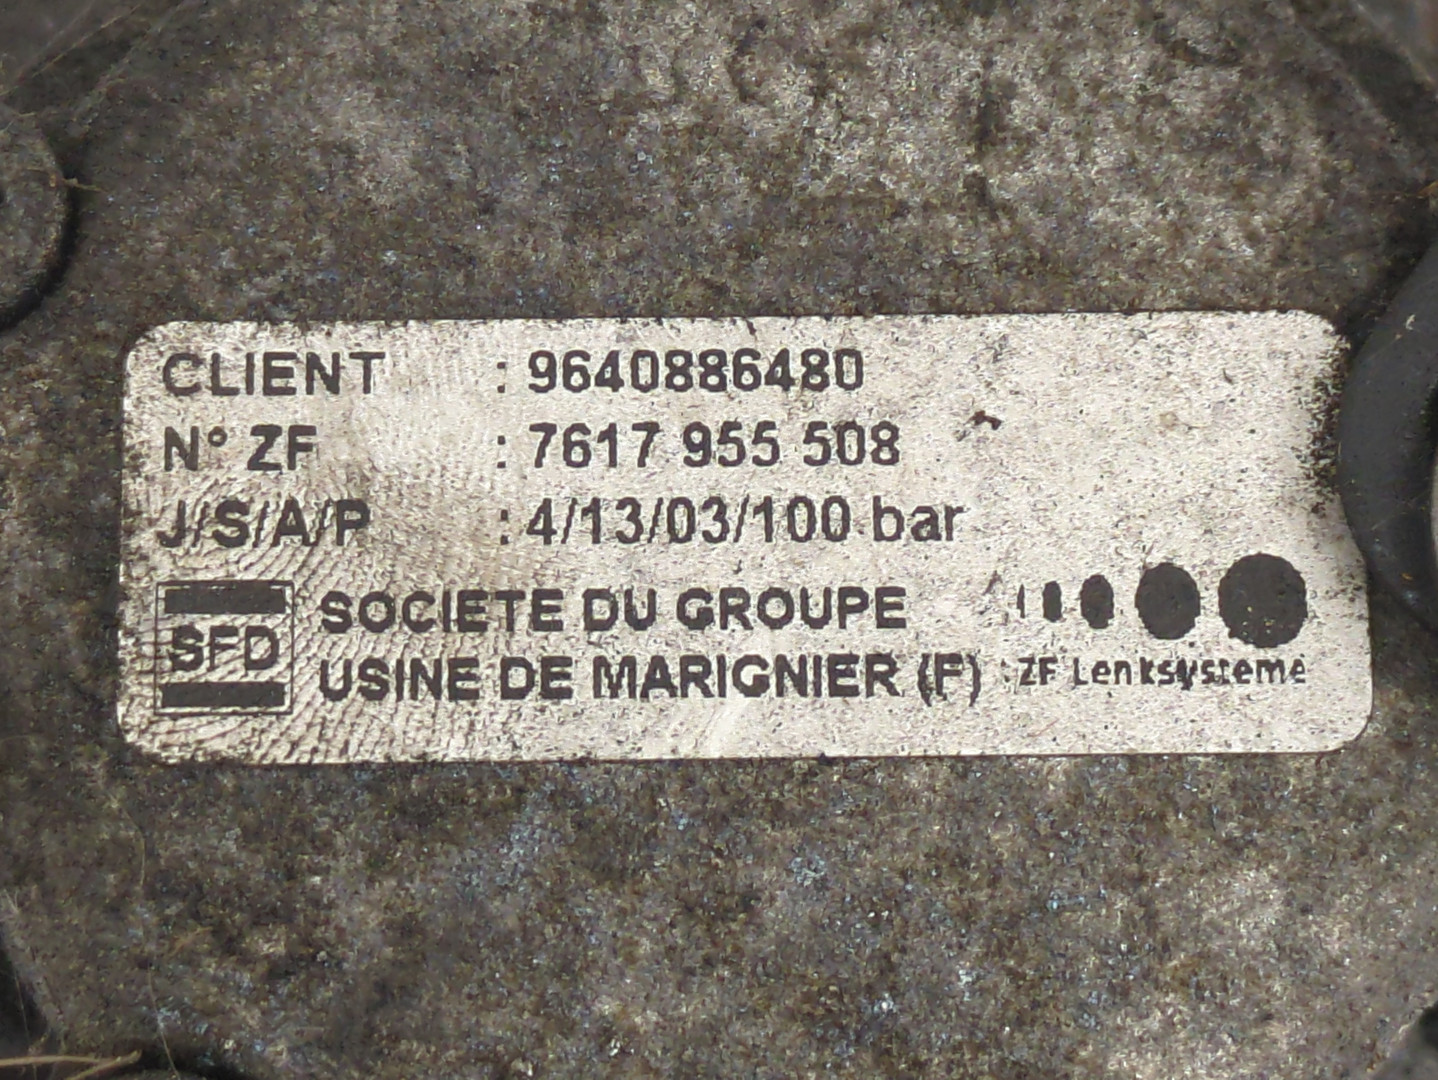 CLIENT : 9640886480
N° ZF : 7617 955 508
J/S/A/P : 4/13/03/100 bar
SFD SOCIETE DU GROUPE
USINE DE MARIGNIER (F) ZF Lenksysteme